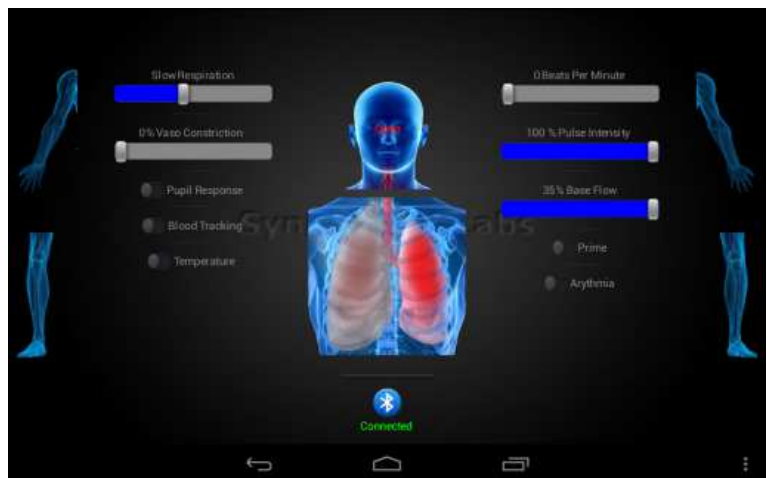 Slow Respiration
0% Vaso Constriction
Pupil Response
Blood Tracking
Temperature
0 Beats Per Minute
100 % Pulse Intensity
35% Base Flow
Prime
Arythmia
Connected